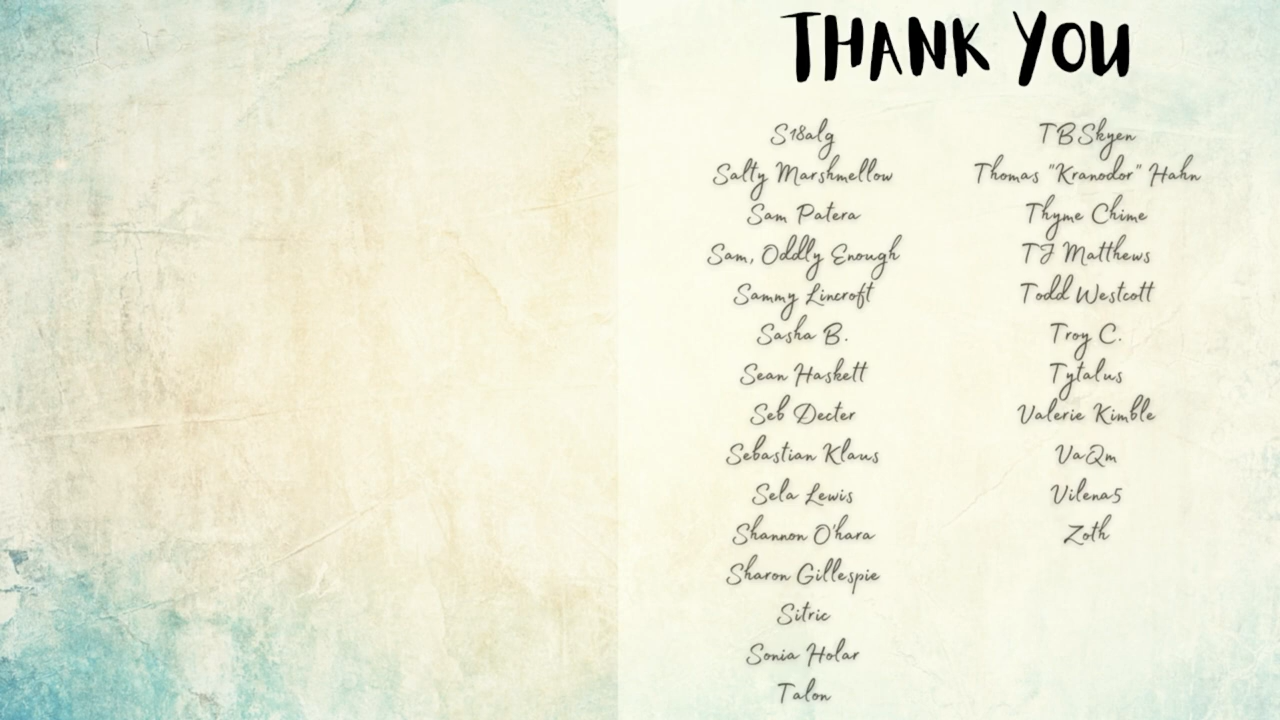 THANK YOU
S18alg
Salty Marshmellow
Sam Patera
Sam, Oddly Enough
Sammy Lincroft
Sasha B.
Sean Haskett
Seb Decter
Sebastian Klaus
Sela Lewis
Shannon O'hara
Sharon Gillespie
Sitric
Sonia Holar
Talon
TBSkyen
Thomas "Kranodor" Hahn
Thyme Chime
TJ Matthews
Todd Westcott
Troy C.
Tytalus
Valerie Kimble
VaQm
Vilena5
Zoth